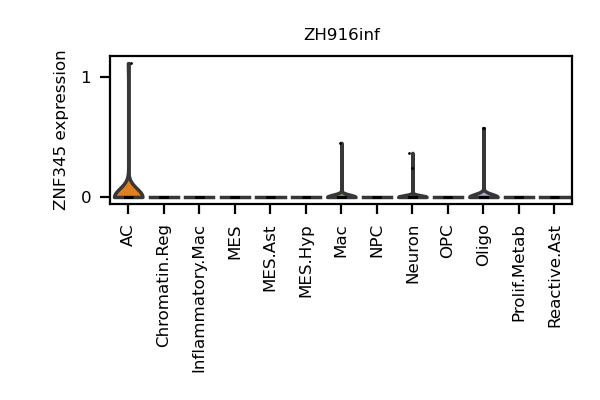 ZH916inf
ZNF345 expression
1
0
AC
Chromatin.Reg
Inflammatory.Mac
MES
MES.Ast
MES.Hyp
Mac
NPC
Neuron
OPC
Oligo
Prolif.Metab
Reactive.Ast